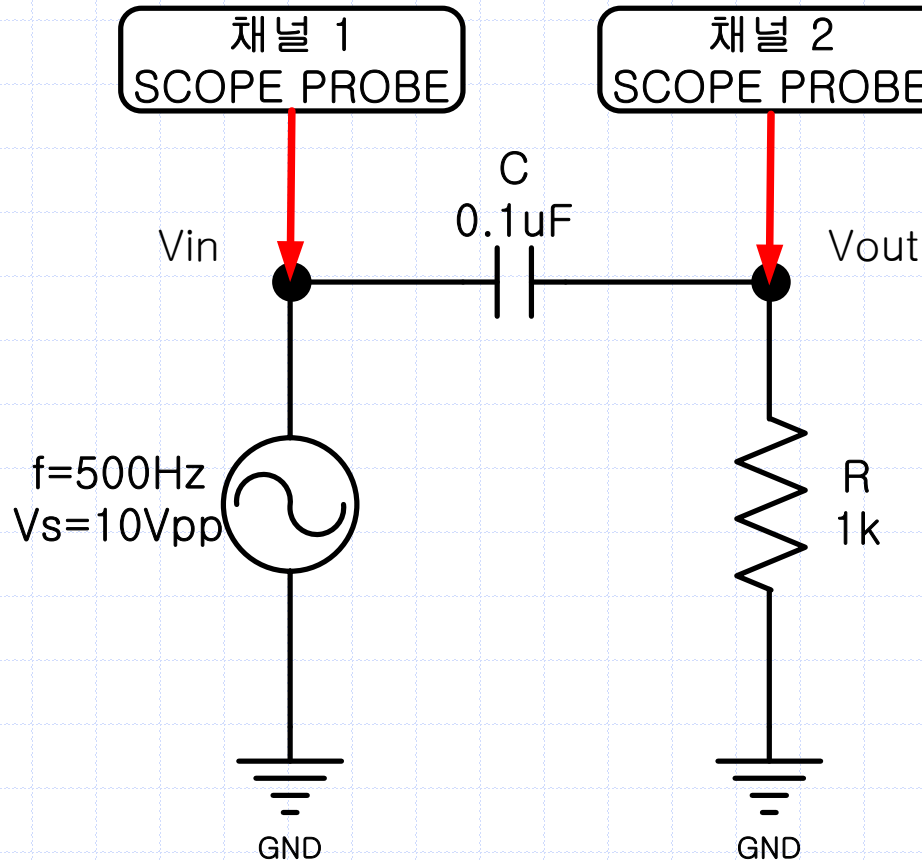 채널 1
SCOPE PROBE
채널 2
SCOPE PROBE
C
0.1uF
Vin
Vout
f=500Hz
Vs=10Vpp
R
1k
GND
GND